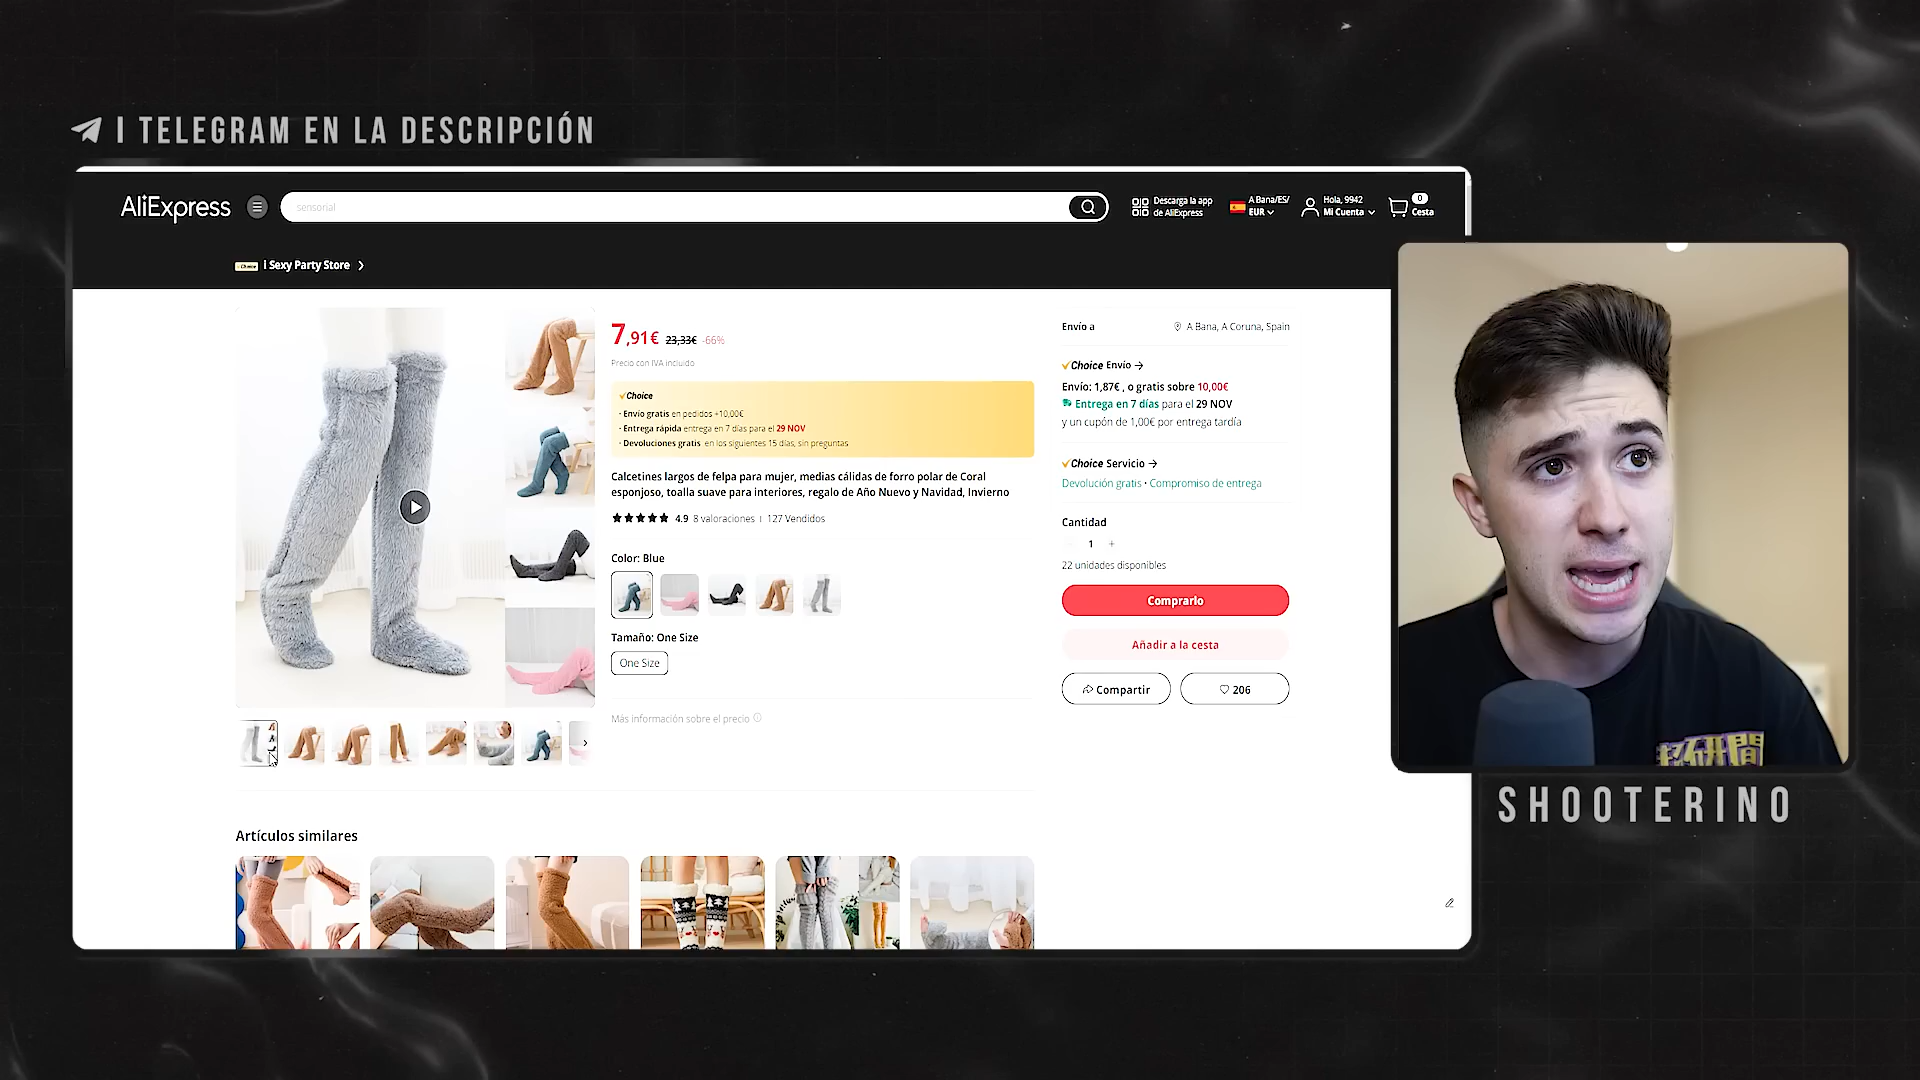 I TELEGRAM EN LA DESCRIPCIÓN
AliExpress
sensorial
Descarga la app
de AliExpress
A Bana/ES/
EUR
Hola, 9942
Mi Cuenta
0
Cesta
Choice
i Sexy Party Store
7,91€ 23,33€ -66%
Precio con IVA incluido
Choice
· Envío gratis en pedidos +10,00€
· Entrega rápida entrega en 7 días para el 29 NOV
· Devoluciones gratis en los siguientes 15 días, sin preguntas
Calcetines largos de felpa para mujer, medias cálidas de forro polar de Coral
esponjoso, toalla suave para interiores, regalo de Año Nuevo y Navidad, Invierno
4.9 8 valoraciones | 127 Vendidos
Color: Blue
Tamaño: One Size
One Size
Más información sobre el precio
Envío a
A Bana, A Coruna, Spain
Choice Envío
Envío: 1,87€ , o gratis sobre 10,00€
Entrega en 7 días para el 29 NOV
y un cupón de 1,00€ por entrega tardía
Choice Servicio
Devolución gratis · Compromiso de entrega
Cantidad
- 1 +
22 unidades disponibles
Comprarlo
Añadir a la cesta
Compartir
206
Artículos similares
SHOOTERINO